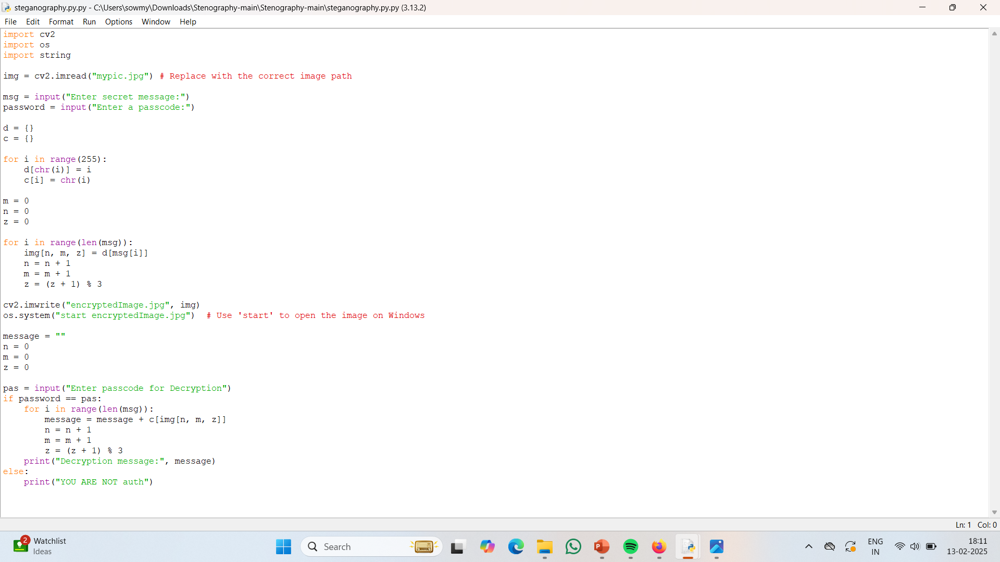 steganography.py.py - C:\Users\sowmy\Downloads\Stenography-main\Stenography-main\steganography.py.py (3.13.2)
File Edit Format Run Options Window Help
import cv2
import os
import string

img = cv2.imread("mypic.jpg") # Replace with the correct image path

msg = input("Enter secret message:")
password = input("Enter a passcode:")

d = {}
c = {}

for i in range(255):
    d[chr(i)] = i
    c[i] = chr(i)

m = 0
n = 0
z = 0

for i in range(len(msg)):
    img[n, m, z] = d[msg[i]]
    n = n + 1
    m = m + 1
    z = (z + 1) % 3

cv2.imwrite("encryptedImage.jpg", img)
os.system("start encryptedImage.jpg")  # Use 'start' to open the image on Windows

message = ""
n = 0
m = 0
z = 0

pas = input("Enter passcode for Decryption")
if password == pas:
    for i in range(len(msg)):
        message = message + c[img[n, m, z]]
        n = n + 1
        m = m + 1
        z = (z + 1) % 3
    print("Decryption message:", message)
else:
    print("YOU ARE NOT auth")
Ln: 1 Col: 0
2 Watchlist
Ideas
Search
P
ENG
IN
18:11
13-02-2025